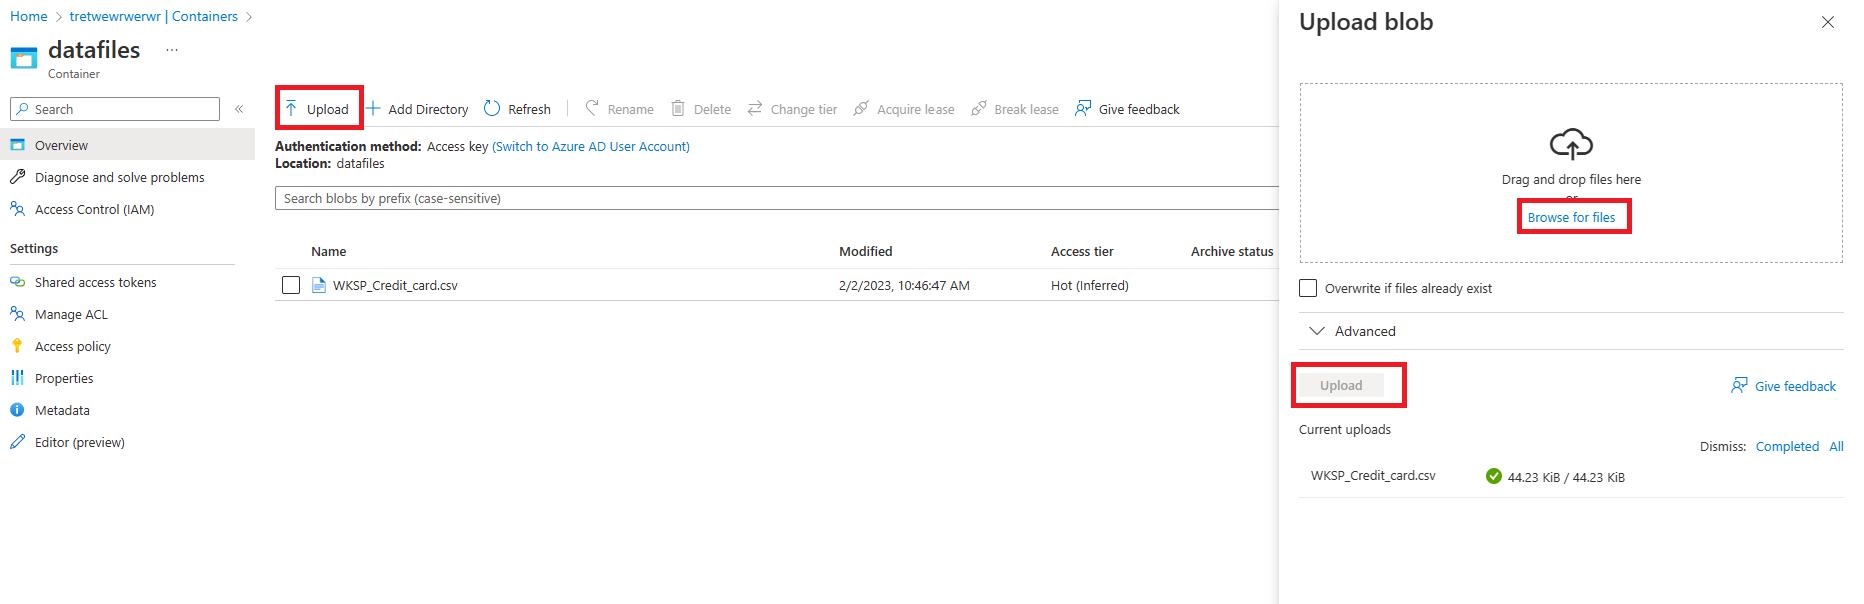 Home > tretwewrwerwr | Containers >
datafiles ...
Container
Search «
Overview
Diagnose and solve problems
Access Control (IAM)
Settings
Shared access tokens
Manage ACL
Access policy
Properties
Metadata
Editor (preview)
Upload Add Directory Refresh Rename Delete Change tier Acquire lease Break lease Give feedback
Authentication method: Access key (Switch to Azure AD User Account)
Location: datafiles
Search blobs by prefix (case-sensitive)
Name Modified Access tier Archive status
WKSP_Credit_card.csv 2/2/2023, 10:46:47 AM Hot (Inferred)
Upload blob
Drag and drop files here
or
Browse for files
Overwrite if files already exist
Advanced
Upload Give feedback
Current uploads
Dismiss: Completed All
WKSP_Credit_card.csv 44.23 KiB / 44.23 KiB